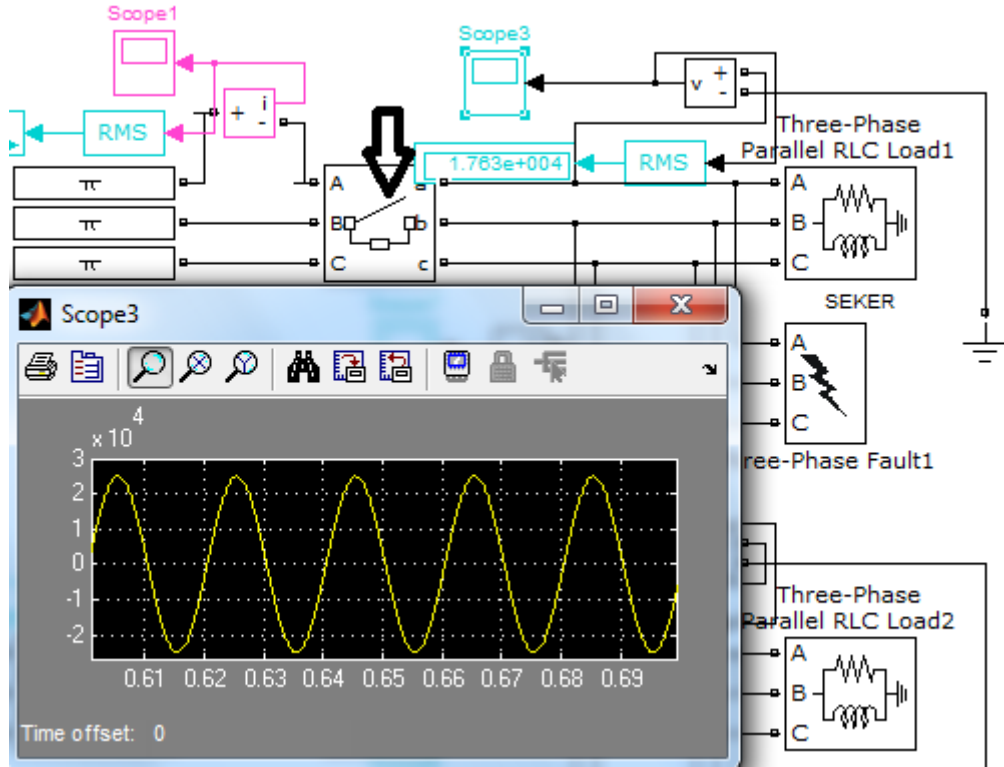 Scope1
Scope3
i
+
-
v
+
-
RMS
Three-Phase
Parallel RLC Load1
1.763e+004
RMS
π
π
π
A
B
C
a
b
c
A
B
C
SEKER
Scope3
A
B
C
ree-Phase Fault1
x 10
4
3
2
1
0
-1
-2
0.61 0.62 0.63 0.64 0.65 0.66 0.67 0.68 0.69
Time offset: 0
Three-Phase
Parallel RLC Load2
A
B
C